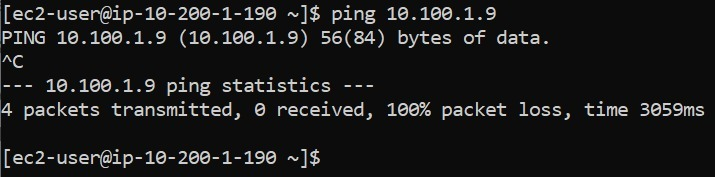 [ec2-user@ip-10-200-1-190 ~]$ ping 10.100.1.9
PING 10.100.1.9 (10.100.1.9) 56(84) bytes of data.
^C
--- 10.100.1.9 ping statistics ---
4 packets transmitted, 0 received, 100% packet loss, time 3059ms
[ec2-user@ip-10-200-1-190 ~]$